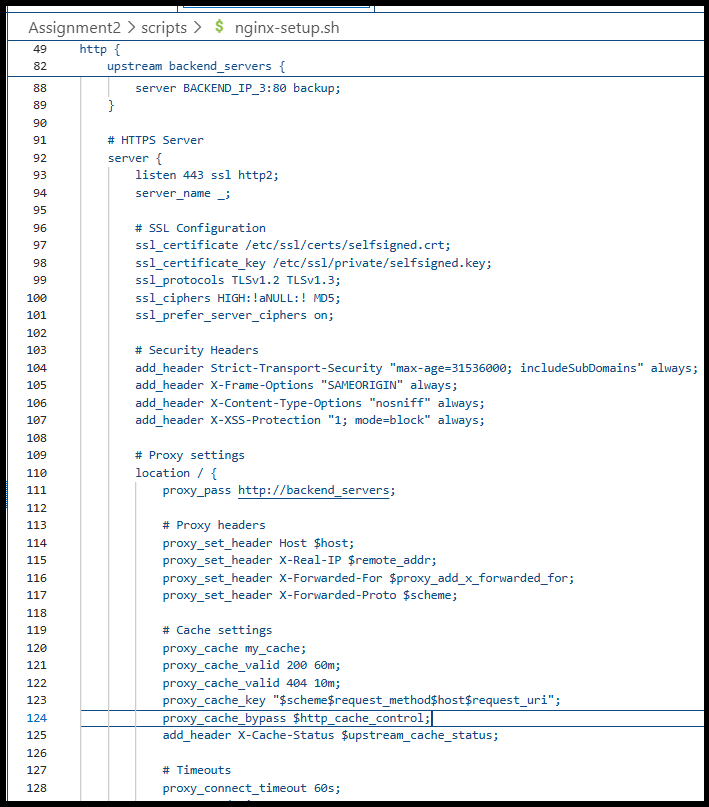 Assignment2 > scripts > $ nginx-setup.sh
49 http {
82 upstream backend_servers {
88 server BACKEND_IP_3:80 backup;
89 }
90
91 # HTTPS Server
92 server {
93 listen 443 ssl http2;
94 server_name _;
95
96 # SSL Configuration
97 ssl_certificate /etc/ssl/certs/selfsigned.crt;
98 ssl_certificate_key /etc/ssl/private/selfsigned.key;
99 ssl_protocols TLSv1.2 TLSv1.3;
100 ssl_ciphers HIGH:!aNULL:! MD5;
101 ssl_prefer_server_ciphers on;
102
103 # Security Headers
104 add_header Strict-Transport-Security "max-age=31536000; includeSubDomains" always;
105 add_header X-Frame-Options "SAMEORIGIN" always;
106 add_header X-Content-Type-Options "nosniff" always;
107 add_header X-XSS-Protection "1; mode=block" always;
108
109 # Proxy settings
110 location / {
111 proxy_pass http://backend_servers;
112
113 # Proxy headers
114 proxy_set_header Host $host;
115 proxy_set_header X-Real-IP $remote_addr;
116 proxy_set_header X-Forwarded-For $proxy_add_x_forwarded_for;
117 proxy_set_header X-Forwarded-Proto $scheme;
118
119 # Cache settings
120 proxy_cache my_cache;
121 proxy_cache_valid 200 60m;
122 proxy_cache_valid 404 10m;
123 proxy_cache_key "$scheme$request_method$host$request_uri";
124 proxy_cache_bypass $http_cache_control;
125 add_header X-Cache-Status $upstream_cache_status;
126
127 # Timeouts
128 proxy_connect_timeout 60s;